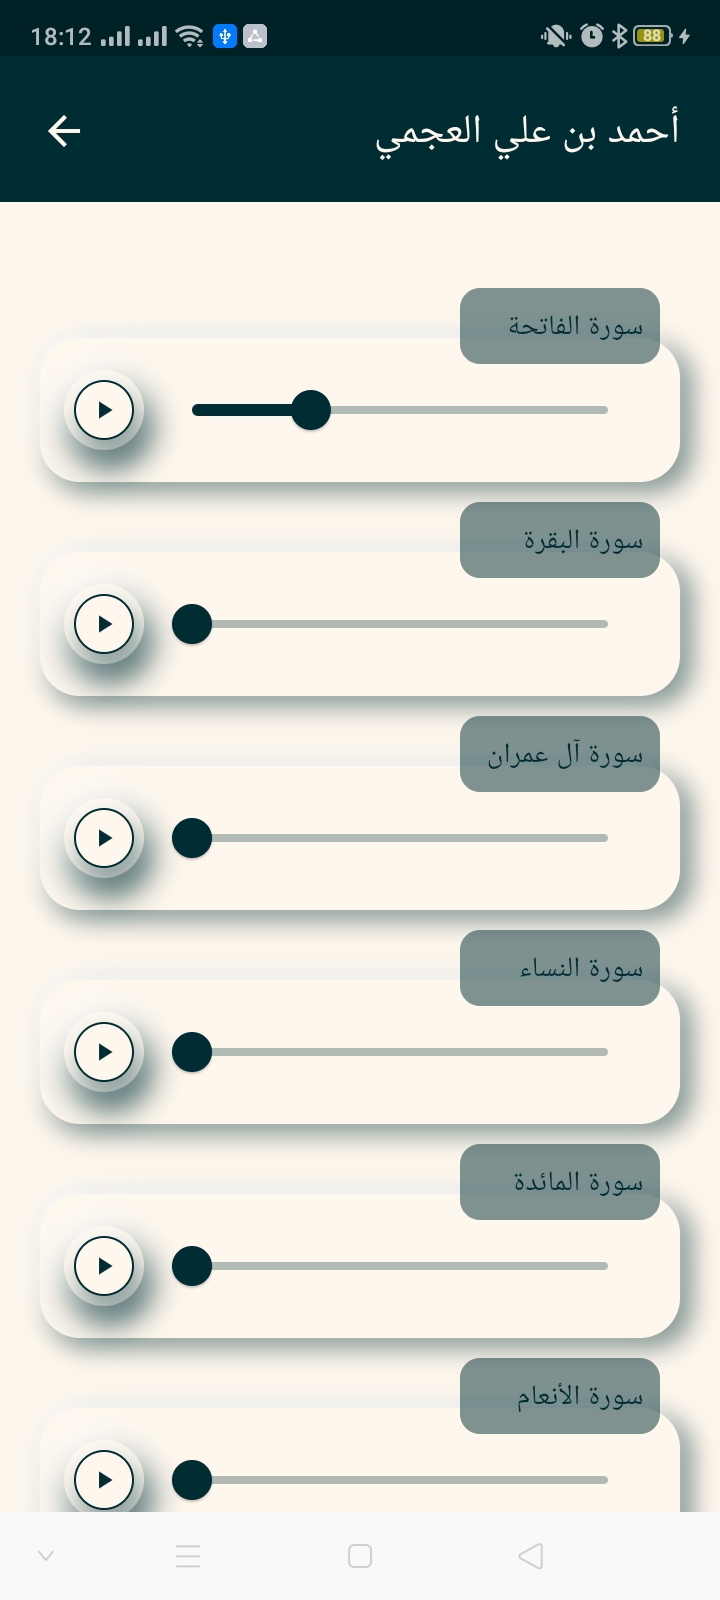 18:12
88
أحمد بن علي العجمي
سورة الفاتحة
سورة البقرة
سورة آل عمران
سورة النساء
سورة المائدة
سورة الأنعام